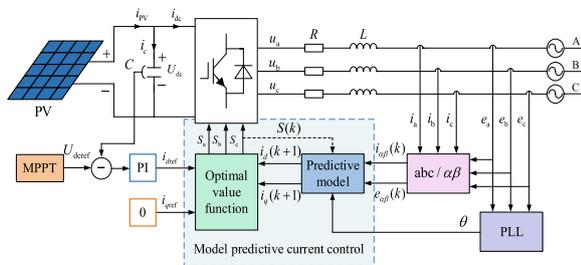 i_PV
i_dc
i_c
+
+
C
U_dc
−
−
PV
u_a
R
L
A
u_b
B
u_c
C
S_a
S_b
S_c
S(k)
i_a
i_b
i_c
e_a
e_b
e_c
U_dcref
MPPT
−
PI
i_dref
Optimal
value
function
i_d(k+1)
i_q(k+1)
Predictive
model
i_αβ(k)
e_αβ(k)
abc/αβ
0
i_qref
θ
PLL
Model predictive current control